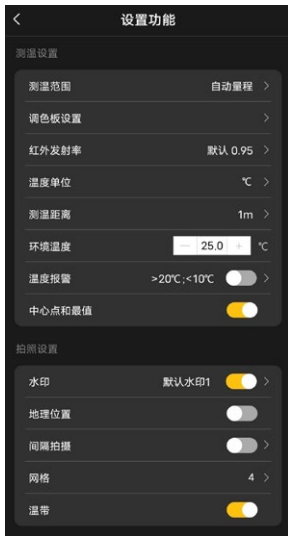 设置功能
测温设置
测温范围 自动量程
调色板设置
红外发射率 默认 0.95
温度单位 ℃
测温距离 1m
环境温度 − 25.0 + ℃
温度报警 >20℃;<10℃
中心点和最值
拍照设置
水印 默认水印1
地理位置
间隔拍摄
网格 4
温带